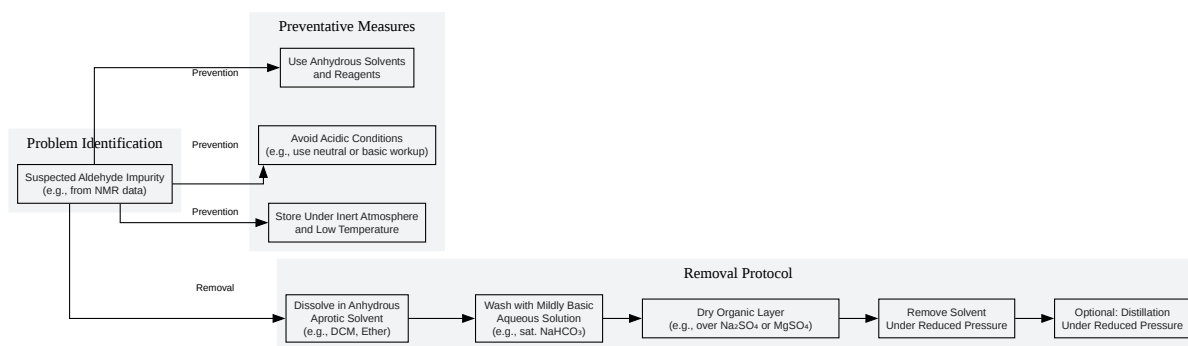 Preventative Measures
Use Anhydrous Solvents
and Reagents
Prevention
Problem Identification
Suspected Aldehyde Impurity
(e.g., from NMR data)
Prevention
Avoid Acidic Conditions
(e.g., use neutral or basic workup)
Prevention
Store Under Inert Atmosphere
and Low Temperature
Removal
Removal Protocol
Dissolve in Anhydrous
Aprotic Solvent
(e.g., DCM, Ether)
Wash with Mildly Basic
Aqueous Solution
(e.g., sat. NaHCO₃)
Dry Organic Layer
(e.g., over Na₂SO₄ or MgSO₄)
Remove Solvent
Under Reduced Pressure
Optional: Distillation
Under Reduced Pressure